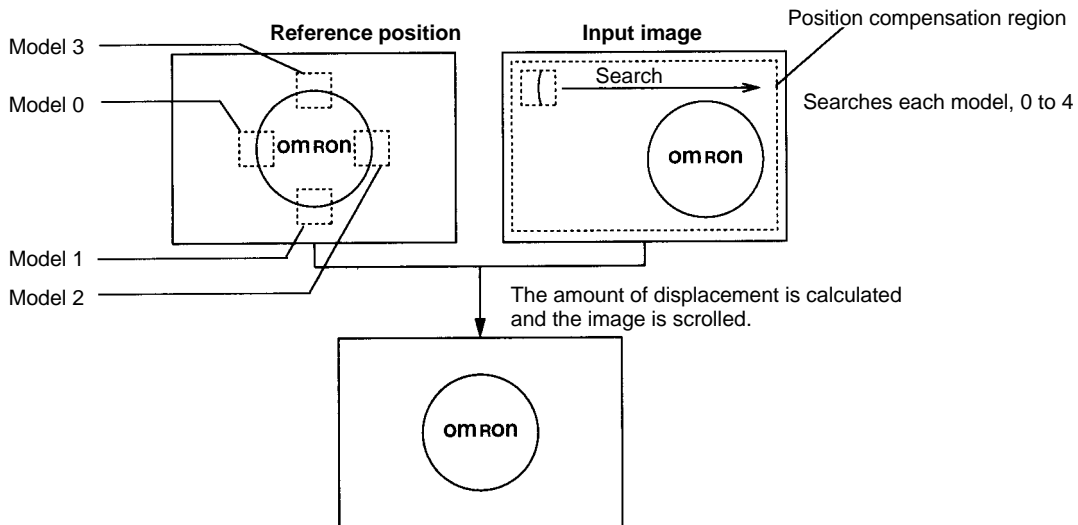 Reference position
Input image
Position compensation region
Model 3
Model 0
Search
Searches each model, 0 to 4
omRon
omRon
Model 1
Model 2
The amount of displacement is calculated
and the image is scrolled.
omRon